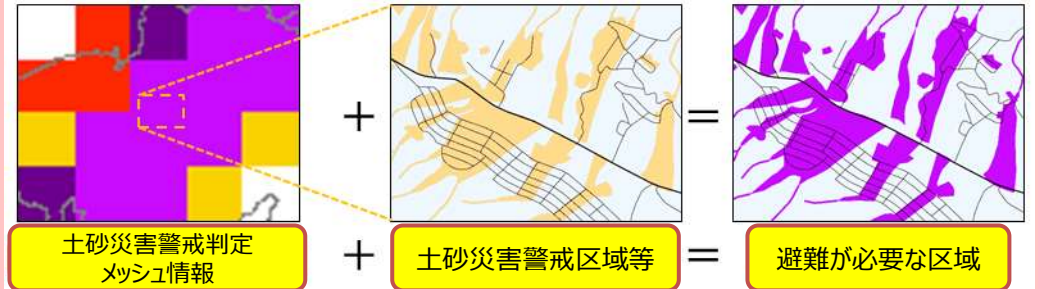 +
=
土砂災害警戒判定
メッシュ情報
+
土砂災害警戒区域等
=
避難が必要な区域